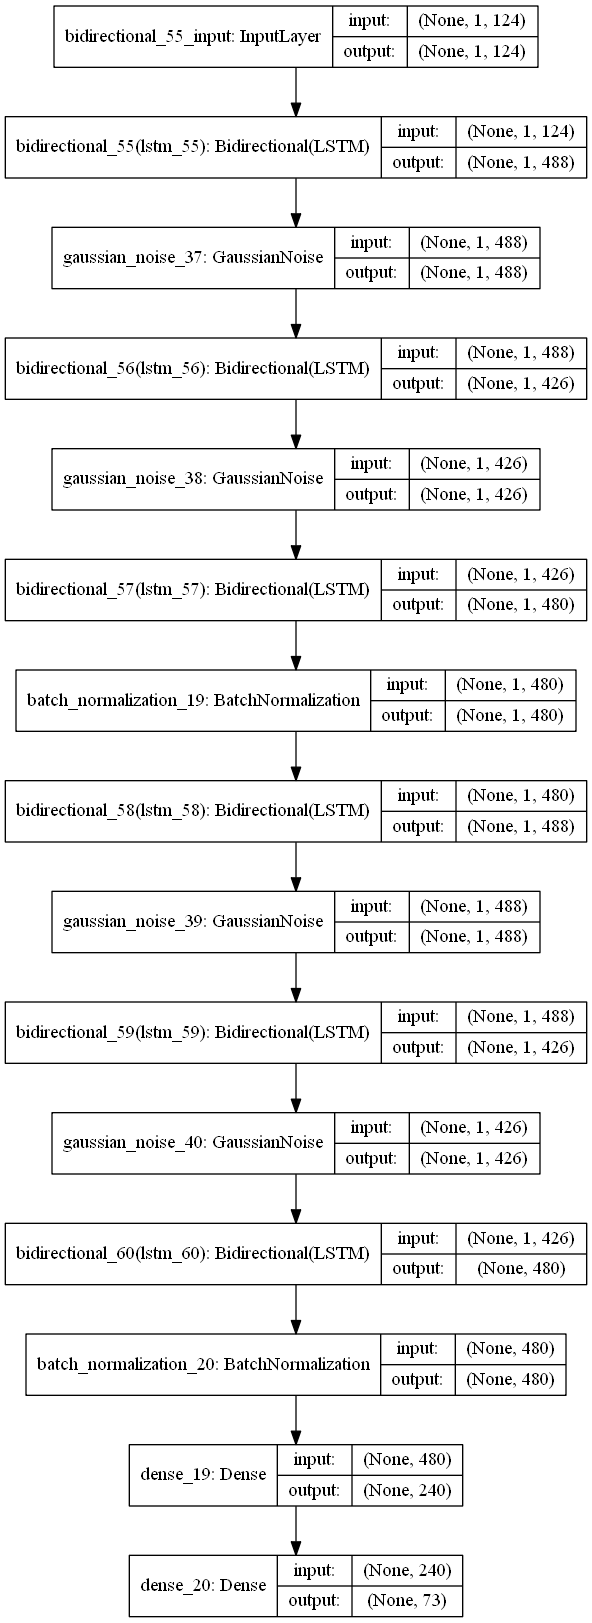 bidirectional_55_input: InputLayer
input: (None, 1, 124)
output: (None, 1, 124)
bidirectional_55(lstm_55): Bidirectional(LSTM)
input: (None, 1, 124)
output: (None, 1, 488)
gaussian_noise_37: GaussianNoise
input: (None, 1, 488)
output: (None, 1, 488)
bidirectional_56(lstm_56): Bidirectional(LSTM)
input: (None, 1, 488)
output: (None, 1, 426)
gaussian_noise_38: GaussianNoise
input: (None, 1, 426)
output: (None, 1, 426)
bidirectional_57(lstm_57): Bidirectional(LSTM)
input: (None, 1, 426)
output: (None, 1, 480)
batch_normalization_19: BatchNormalization
input: (None, 1, 480)
output: (None, 1, 480)
bidirectional_58(lstm_58): Bidirectional(LSTM)
input: (None, 1, 480)
output: (None, 1, 488)
gaussian_noise_39: GaussianNoise
input: (None, 1, 488)
output: (None, 1, 488)
bidirectional_59(lstm_59): Bidirectional(LSTM)
input: (None, 1, 488)
output: (None, 1, 426)
gaussian_noise_40: GaussianNoise
input: (None, 1, 426)
output: (None, 1, 426)
bidirectional_60(lstm_60): Bidirectional(LSTM)
input: (None, 1, 426)
output: (None, 480)
batch_normalization_20: BatchNormalization
input: (None, 480)
output: (None, 480)
dense_19: Dense
input: (None, 480)
output: (None, 240)
dense_20: Dense
input: (None, 240)
output: (None, 73)